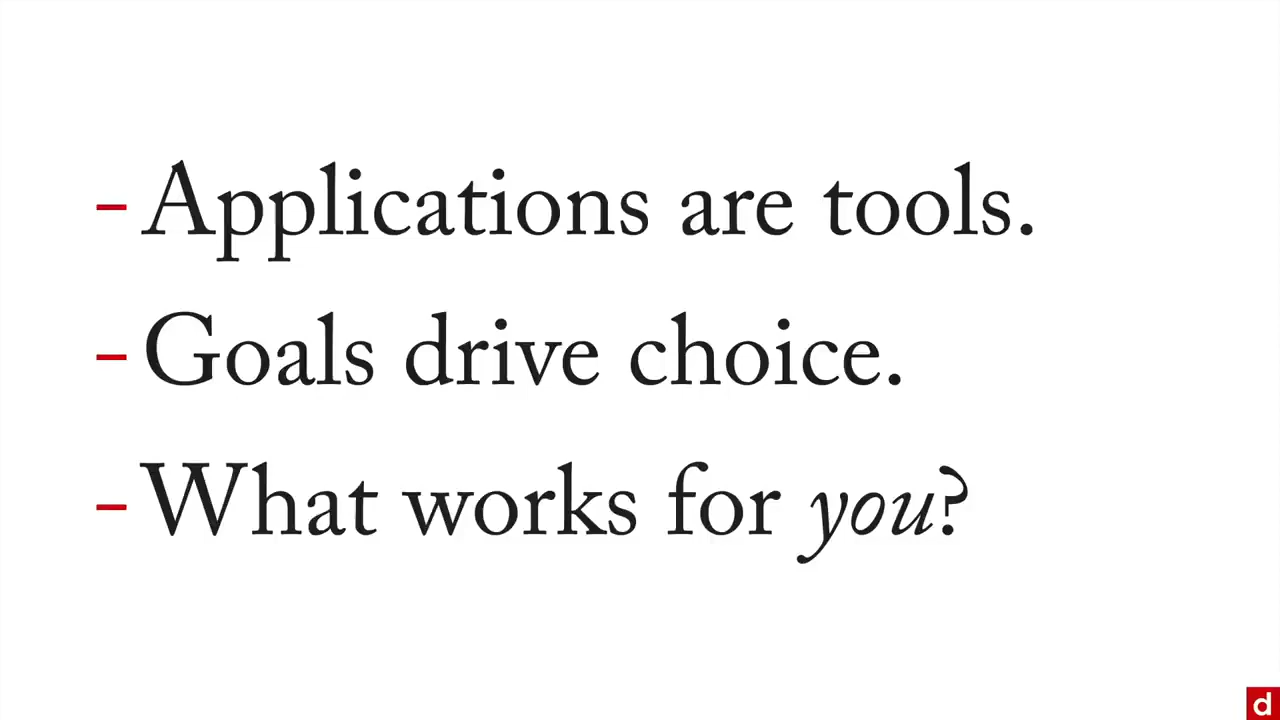 – Applications are tools.
– Goals drive choice.
– What works for you?
d